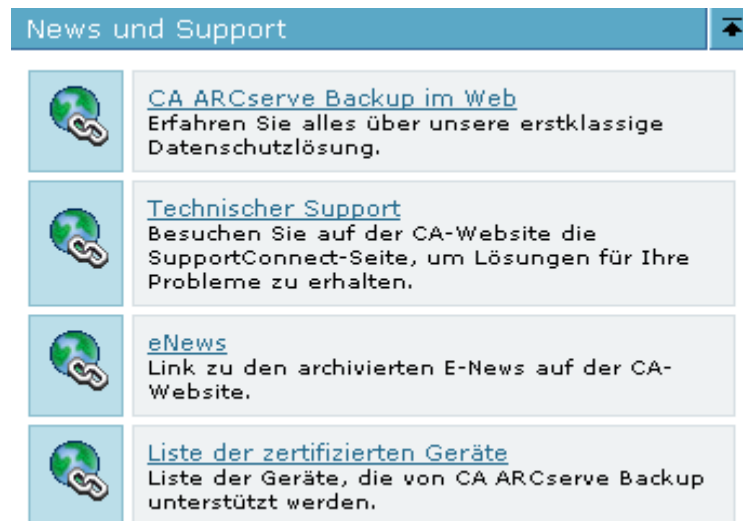 News und Support
CA ARCserve Backup im Web
Erfahren Sie alles über unsere erstklassige
Datenschutzlösung.
Technischer Support
Besuchen Sie auf der CA-Website die
SupportConnect-Seite, um Lösungen für Ihre
Probleme zu erhalten.
eNews
Link zu den archivierten E-News auf der CA-
Website.
Liste der zertifizierten Geräte
Liste der Geräte, die von CA ARCserve Backup
unterstützt werden.